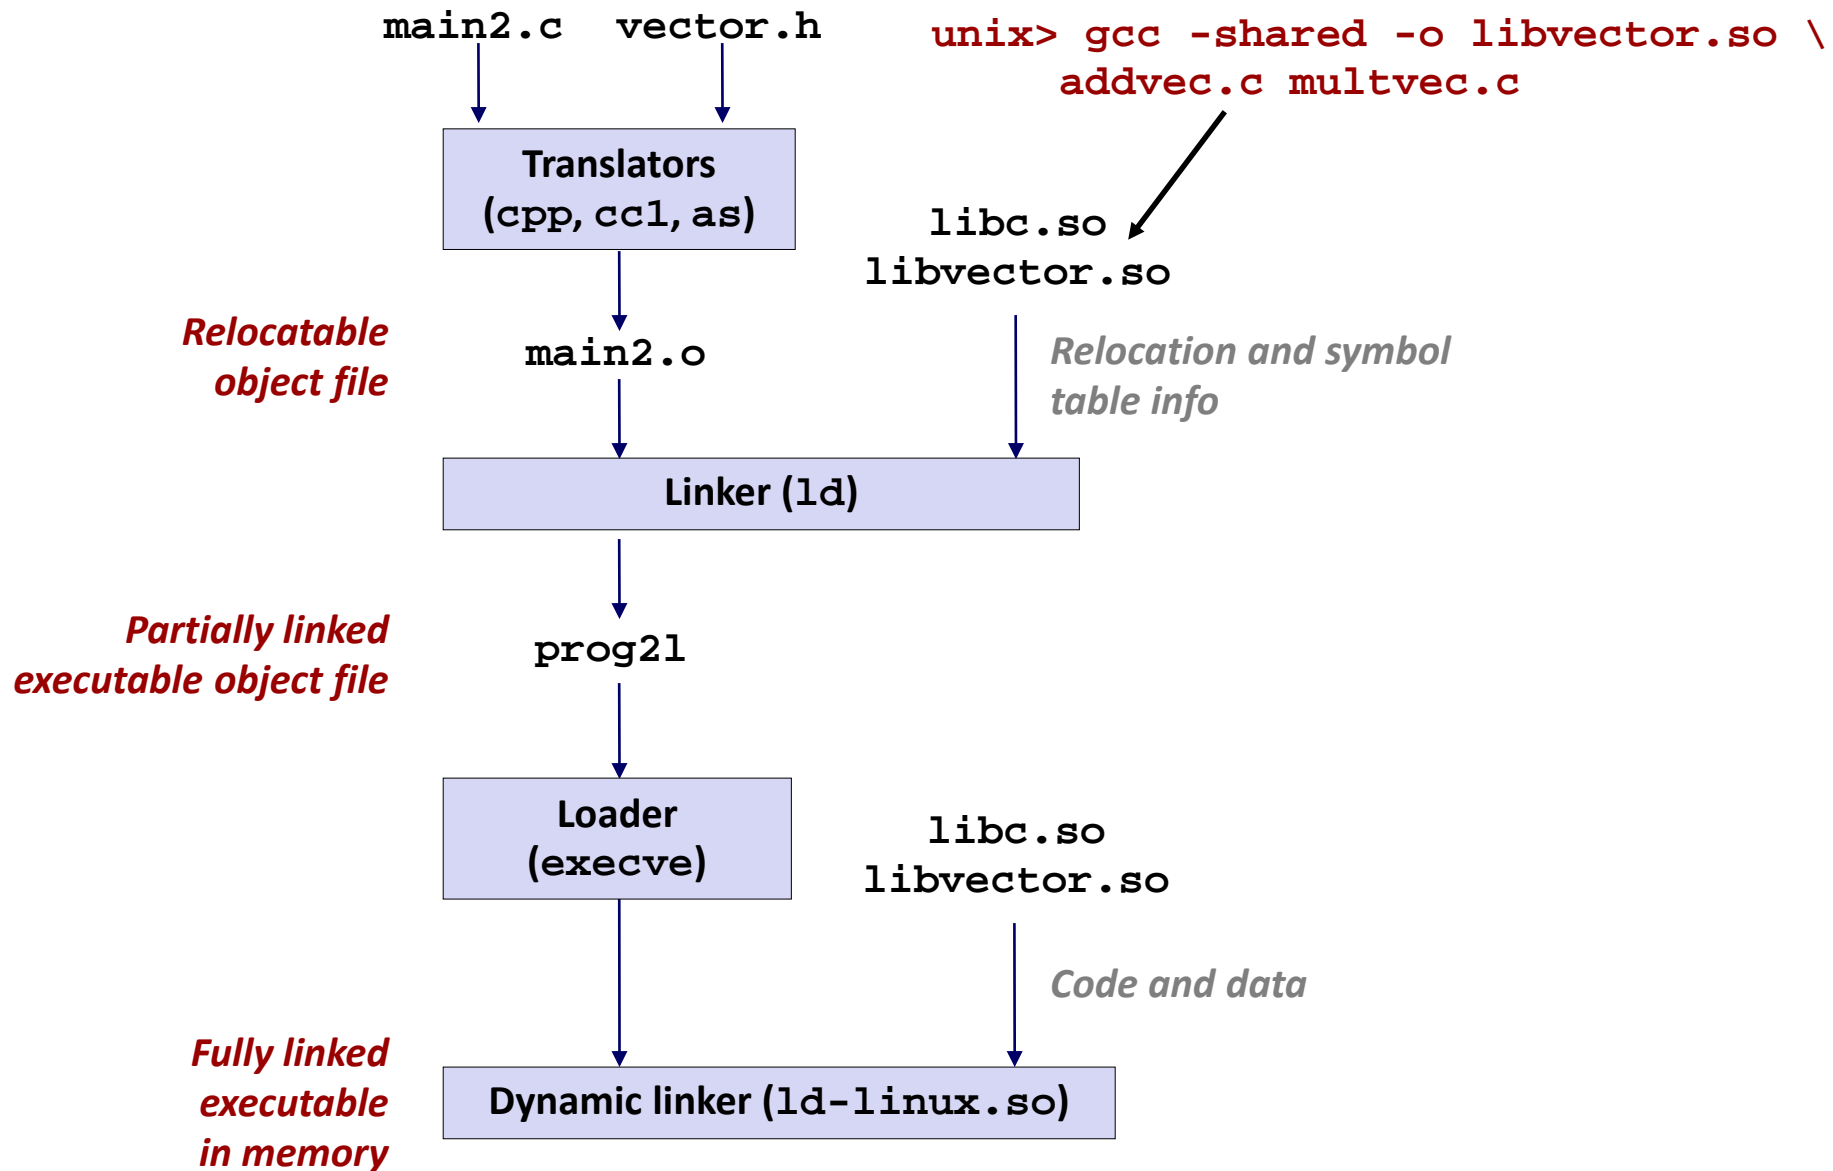 main2.c vector.h
unix> gcc -shared -o libvector.so \
addvec.c multvec.c
Translators
(cpp, cc1, as)
libc.so
libvector.so
Relocatable
object file
main2.o
Relocation and symbol
table info
Linker (ld)
Partially linked
executable object file
prog2l
Loader
(execve)
libc.so
libvector.so
Code and data
Fully linked
executable
in memory
Dynamic linker (ld-linux.so)